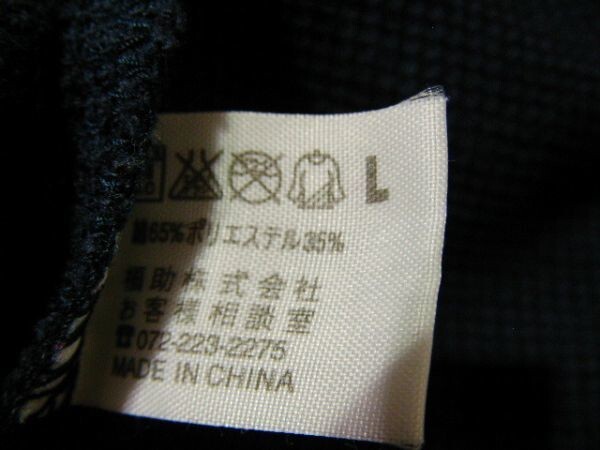 L
綿65%ポリエステル35%
福助株式会社
お客様相談室
☎072-223-2275
MADE IN CHINA